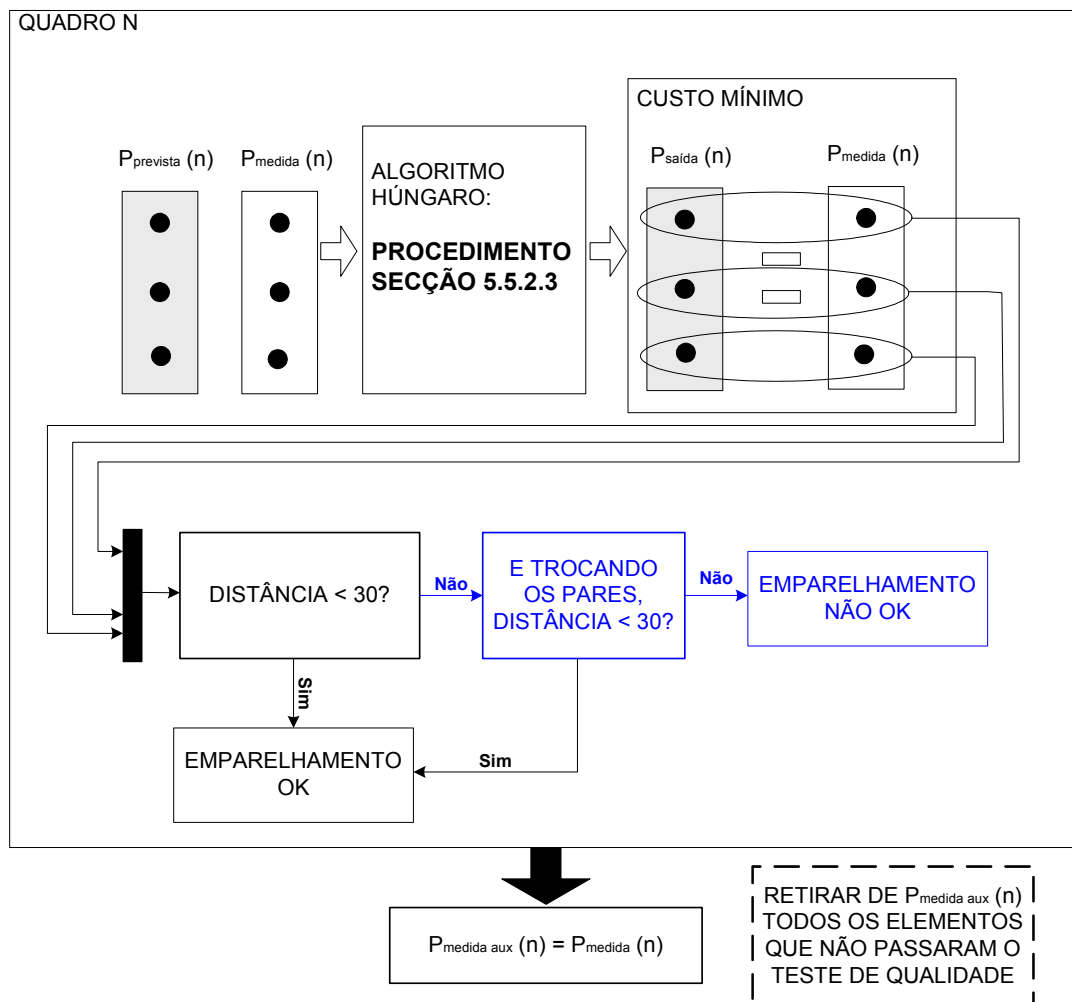 QUADRO N
CUSTO MÍNIMO
Pprevista (n)
Pmedida (n)
ALGORITMO
HÚNGARO:
PROCEDIMENTO
SECÇÃO 5.5.2.3
Psaída (n)
Pmedida (n)
DISTÂNCIA < 30?
Não
E TROCANDO
OS PARES,
DISTÂNCIA < 30?
Não
EMPARELHAMENTO
NÃO OK
Sim
EMPARELHAMENTO
OK
Sim
Pmedida aux (n) = Pmedida (n)
RETIRAR DE Pmedida aux (n)
TODOS OS ELEMENTOS
QUE NÃO PASSARAM O
TESTE DE QUALIDADE